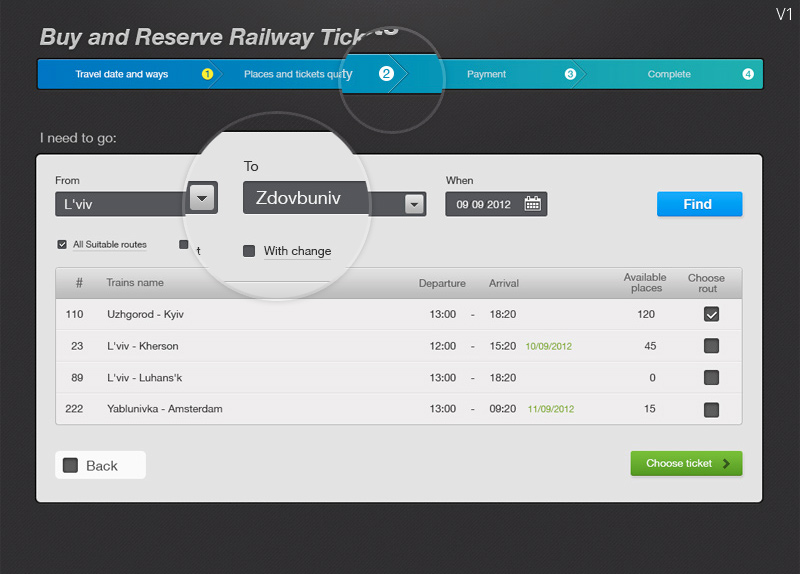 V1
Buy and Reserve Railway Tickets
Travel date and ways 1 Places and tickets quaty 2 Payment 3 Complete 4
I need to go:
From To When
L'viv Zdovbuniv 09 09 2012 Find
All Suitable routes t With change
# Trains name Departure Arrival Available places Choose rout
110 Uzhgorod - Kyiv 13:00 - 18:20 120
23 L'viv - Kherson 12:00 - 15:20 10/09/2012 45
89 L'viv - Luhans'k 13:00 - 18:20 0
222 Yablunivka - Amsterdam 13:00 - 09:20 11/09/2012 15
Back Choose ticket